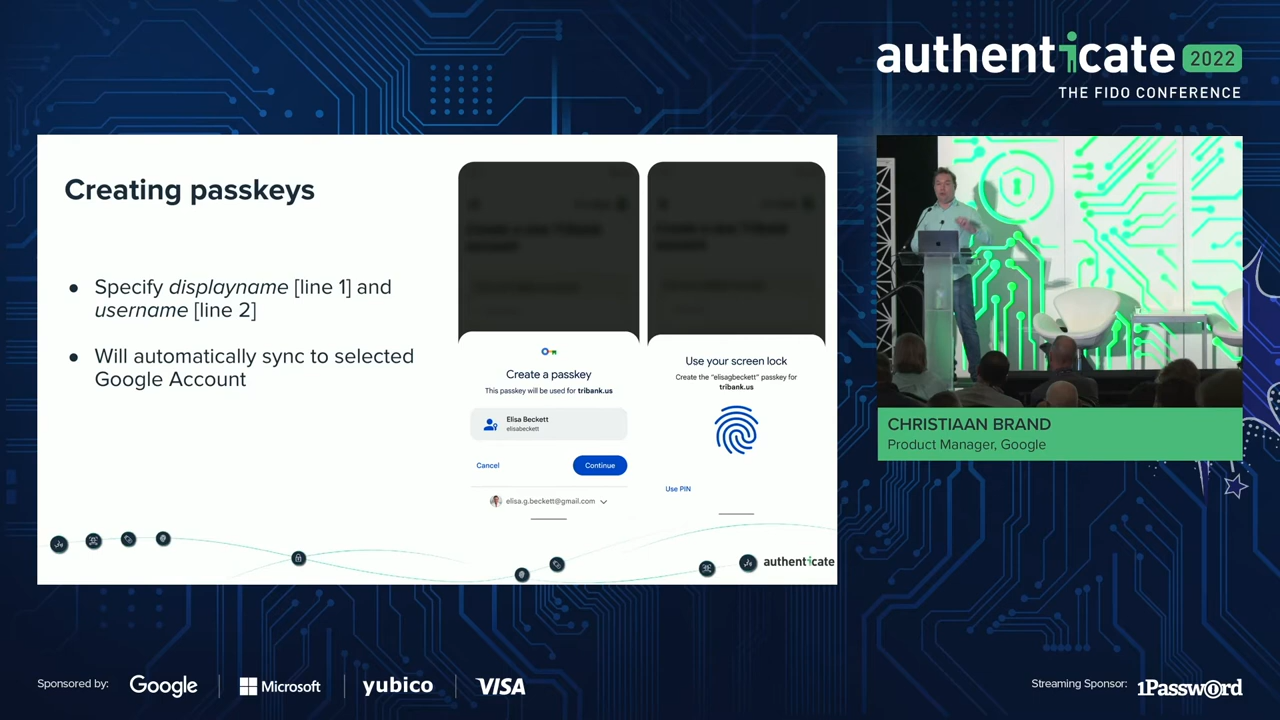 authenticate 2022
THE FIDO CONFERENCE
Creating passkeys
Specify displayname [line 1] and
username [line 2]
Will automatically sync to selected
Google Account
Create a passkey
This passkey will be used for tribank.us
Elisa Beckett
elisabeckett
Cancel
Continue
elisa.g.beckett@gmail.com
Use your screen lock
Create the "elisagbeckett" passkey for
tribank.us
Use PIN
authenticate
CHRISTIAAN BRAND
Product Manager, Google
Sponsored by:
Google
Microsoft
yubico
VISA
Streaming Sponsor:
1Password